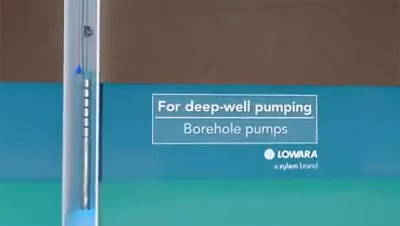 For deep-well pumping
Borehole pumps
LOWARA
a xylem brand